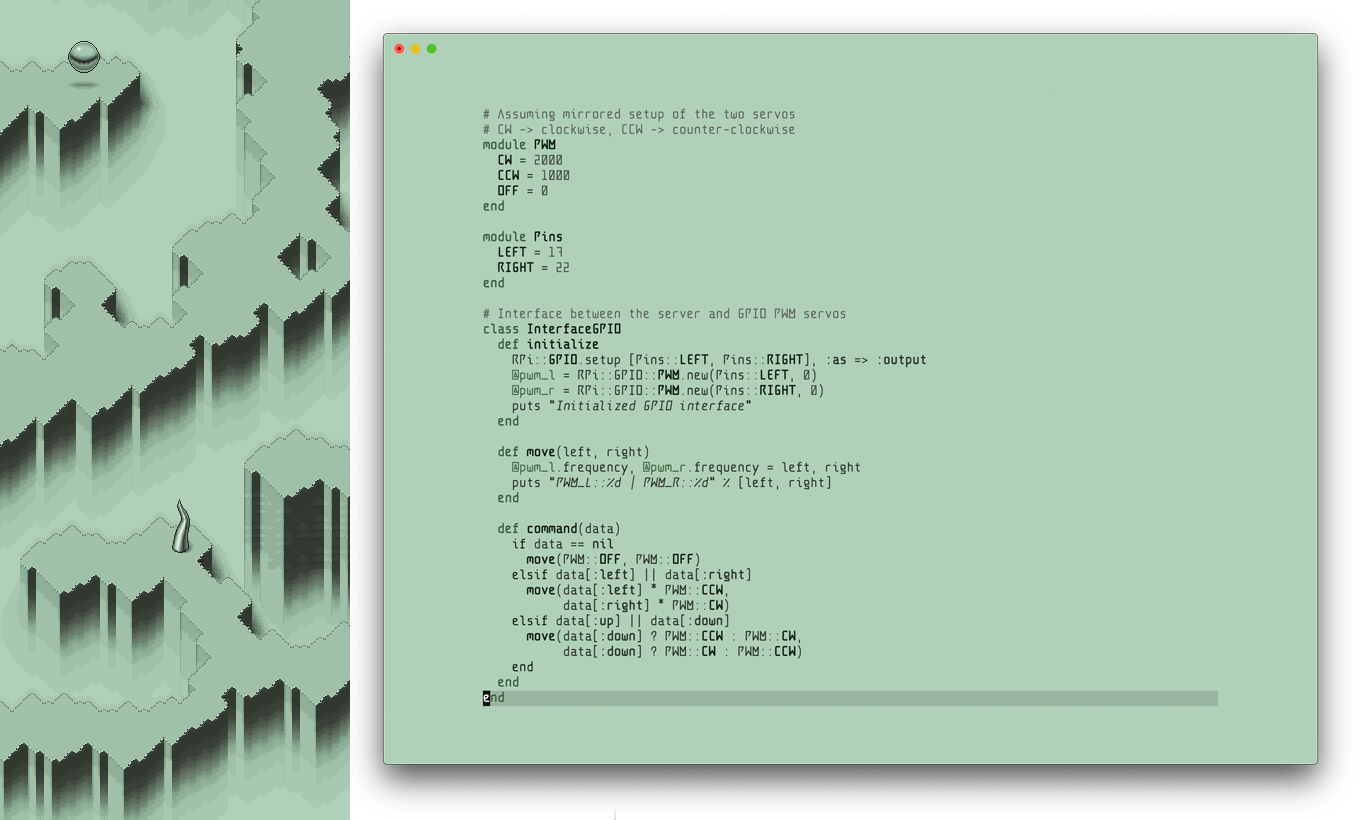 # Assuming mirrored setup of the two servos
# CW -> clockwise, CCW -> counter-clockwise
module PWM
  CW = 2000
  CCW = 1000
  OFF = 0
end

module Pins
  LEFT = 17
  RIGHT = 22
end

# Interface between the server and GPIO PWM servos
class InterfaceGPIO
  def initialize
    RPi::GPIO.setup [Pins::LEFT, Pins::RIGHT], :as => :output
    @pwm_l = RPi::GPIO::PWM.new(Pins::LEFT, 0)
    @pwm_r = RPi::GPIO::PWM.new(Pins::RIGHT, 0)
    puts "Initialized GPIO interface"
  end

  def move(left, right)
    @pwm_l.frequency, @pwm_r.frequency = left, right
    puts "PWM_L::%d | PWM_R::%d" % [left, right]
  end

  def command(data)
    if data == nil
      move(PWM::OFF, PWM::OFF)
    elsif data[:left] || data[:right]
      move(data[:left] * PWM::CCW,
           data[:right] * PWM::CW)
    elsif data[:up] || data[:down]
      move(data[:down] ? PWM::CCW : PWM::CW,
           data[:down] ? PWM::CW : PWM::CCW)
    end
  end
end